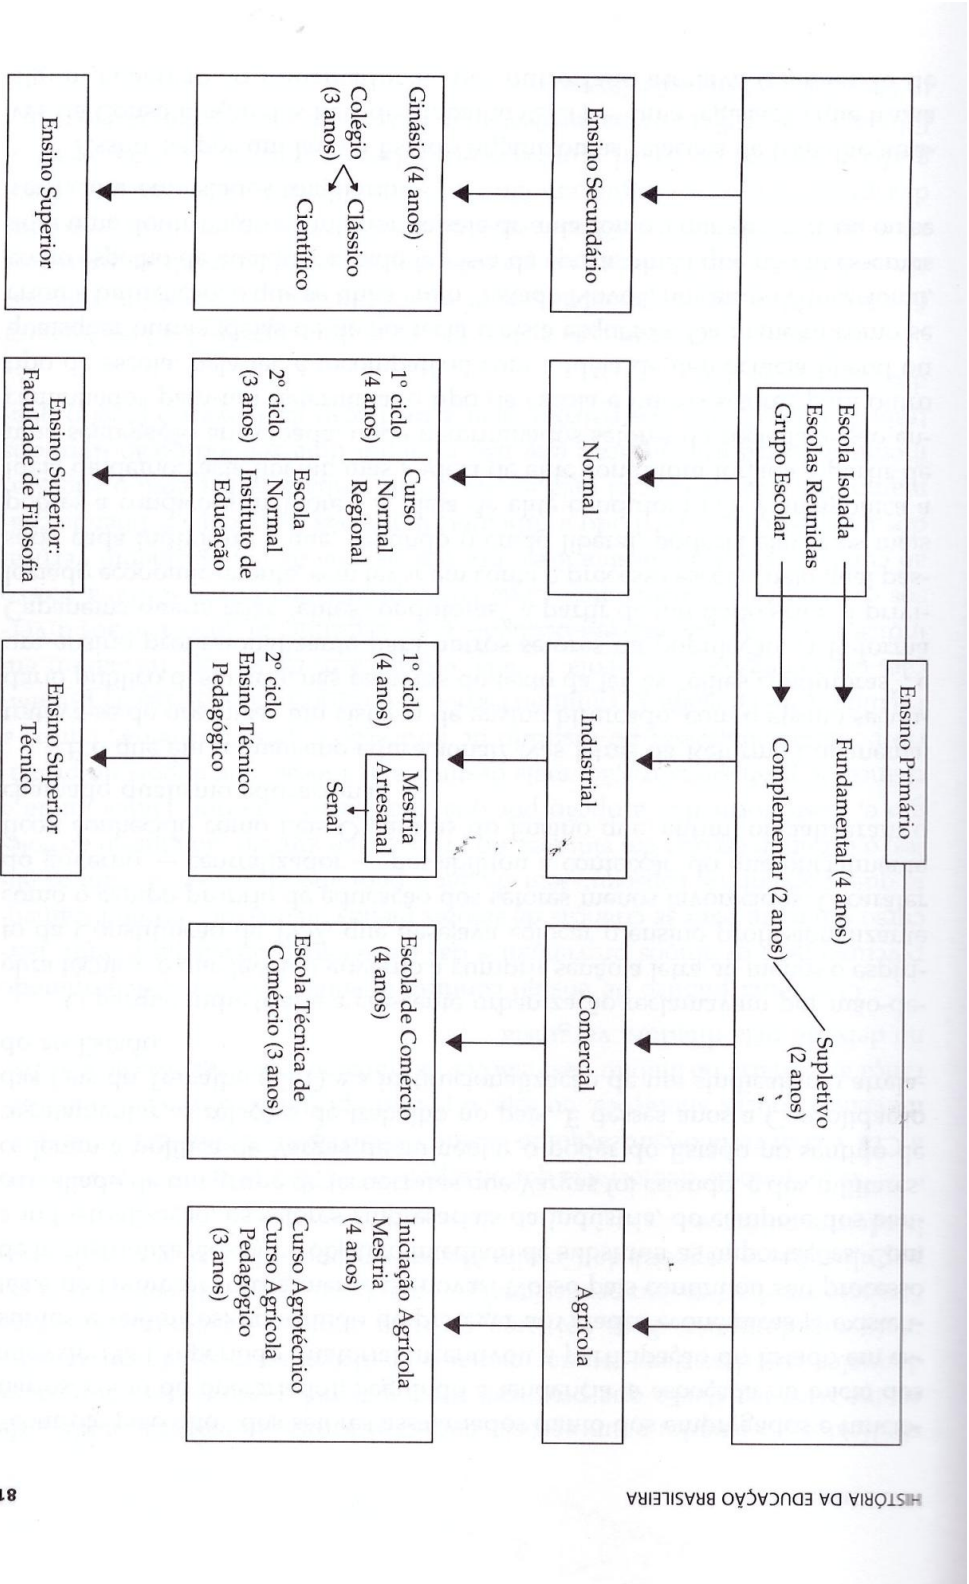 HISTÓRIA DA EDUCAÇÃO BRASILEIRA
81
Ensino Primário
Escola Isolada
Escolas Reunidas
Grupo Escolar
Fundamental (4 anos)
Complementar (2 anos)
Supletivo
(2 anos)
Ensino Secundário
Normal
Industrial
Comercial
Agrícola
Ginásio (4 anos)
Colégio
(3 anos)
Clássico
Científico
1º ciclo
(4 anos)
2º ciclo
(3 anos)
Curso
Normal
Regional
Escola
Normal
Instituto de
Educação
1º ciclo
(4 anos)
2º ciclo
Ensino Técnico
Pedagógico
Mestria
Artesanal
Senai
Escala de Comércio
(4 anos)
Escola Técnica de
Comércio (3 anos)
Iniciação Agrícola
Mestria
(4 anos)
Curso Agrotécnico
Curso Agrícola
Pedagógico
(3 anos)
Ensino Superior
Ensino Superior:
Faculdade de Filosofia
Ensino Superior
Técnico